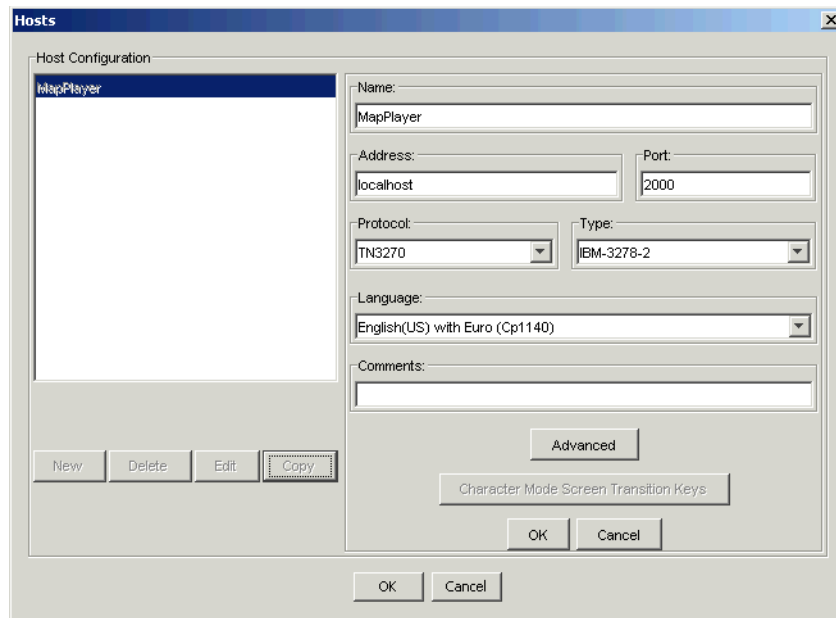 Hosts
Host Configuration
MapPlayer
Name:
MapPlayer
Address:
Port:
localhost
2000
Protocol:
Type:
TN3270
IBM-3278-2
Language:
English(US) with Euro (Cp1140)
Comments:
Advanced
New
Delete
Edit
Copy
Character Mode Screen Transition Keys
OK
Cancel
OK
Cancel